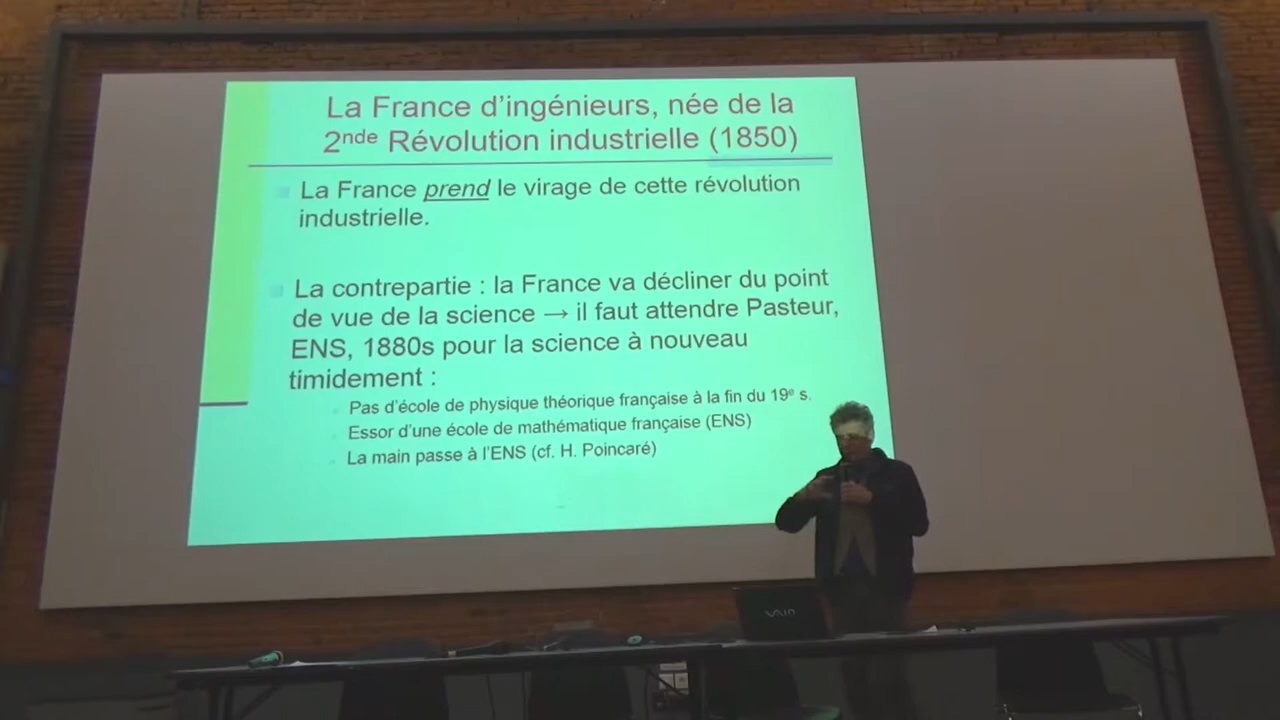 La France d'ingénieurs, née de la
2nde Révolution industrielle (1850)
La France prend le virage de cette révolution
industrielle.
La contrepartie : la France va décliner du point
de vue de la science → il faut attendre Pasteur,
ENS, 1880s pour la science à nouveau
timidement :
Pas d'école de physique théorique française à la fin du 19e s.
Essor d'une école de mathématique française (ENS)
La main passe à l'ENS (cf. H. Poincaré)
VAIO